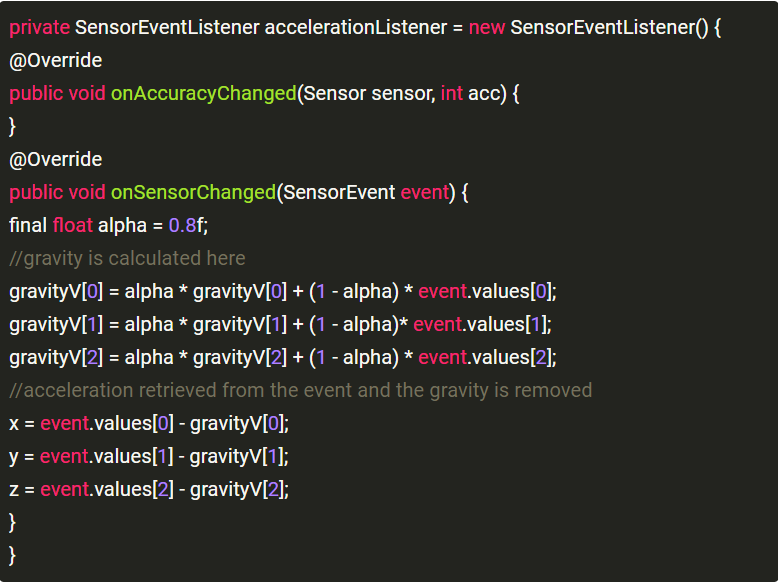 private SensorEventListener accelerationListener = new SensorEventListener() {
@Override
public void onAccuracyChanged(Sensor sensor, int acc) {
}
@Override
public void onSensorChanged(SensorEvent event) {
final float alpha = 0.8f;
//gravity is calculated here
gravityV[0] = alpha * gravityV[0] + (1 - alpha) * event.values[0];
gravityV[1] = alpha * gravityV[1] + (1 - alpha)* event.values[1];
gravityV[2] = alpha * gravityV[2] + (1 - alpha) * event.values[2];
//acceleration retrieved from the event and the gravity is removed
x = event.values[0] - gravityV[0];
y = event.values[1] - gravityV[1];
z = event.values[2] - gravityV[2];
}
}